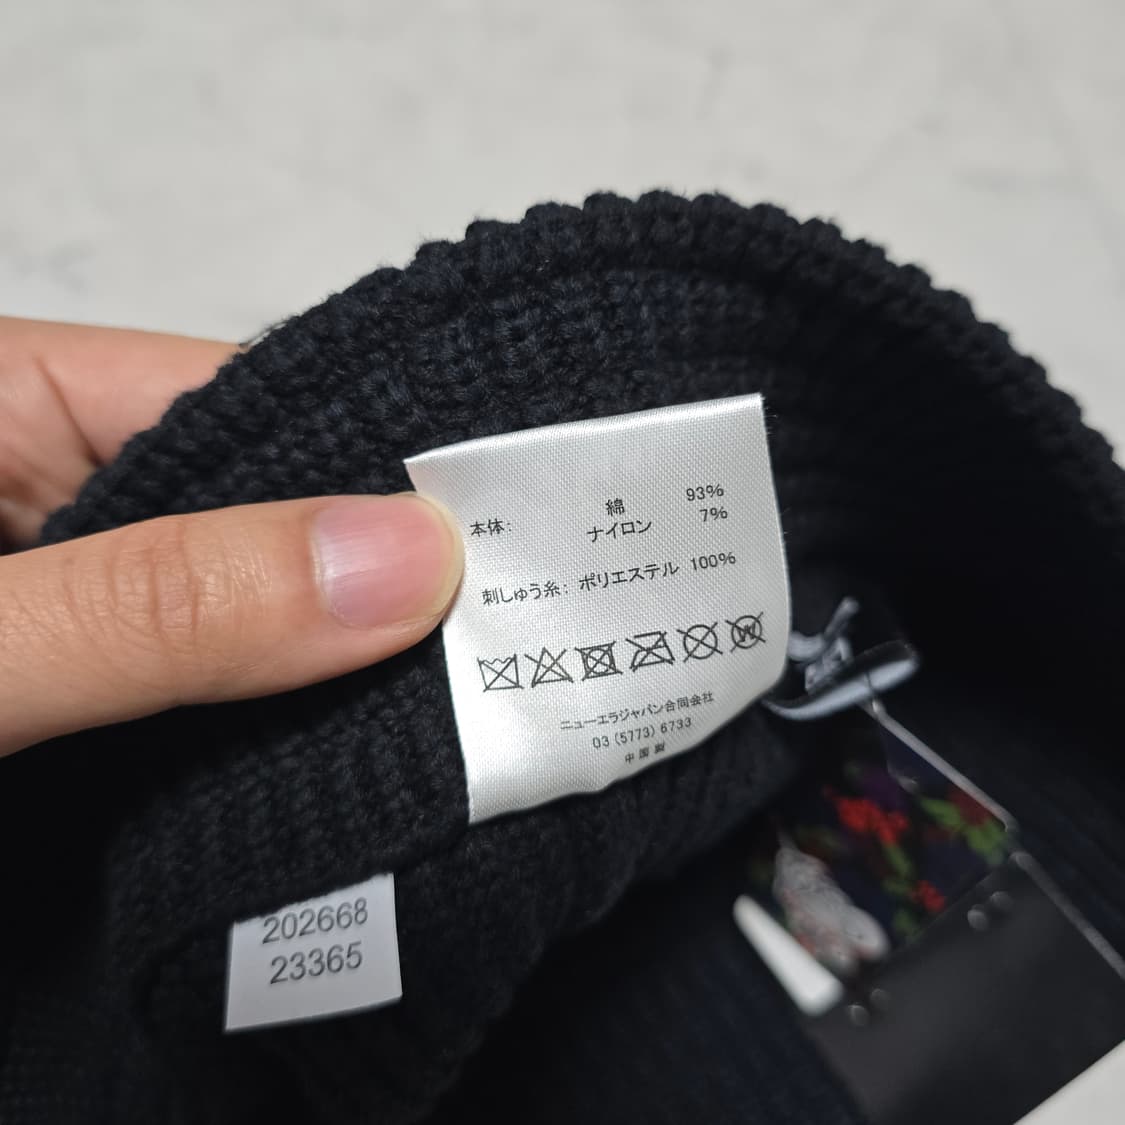 本体: 綿 93%
ナイロン 7%
刺しゅう糸: ポリエステル 100%
ニューエラジャパン合同会社
03 (5773) 6733
中国製
202668
23365